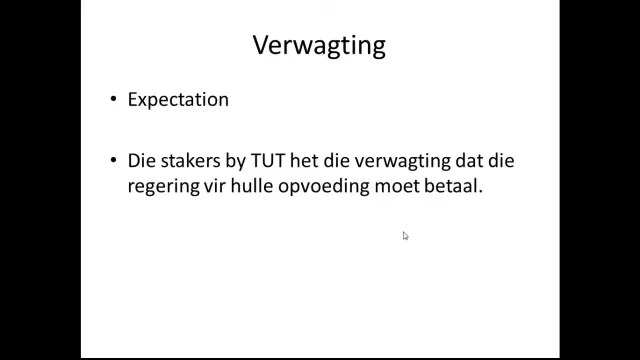 Verwagting
• Expectation
• Die stakers by TUT het die verwagting dat die
regering vir hulle opvoeding moet betaal.